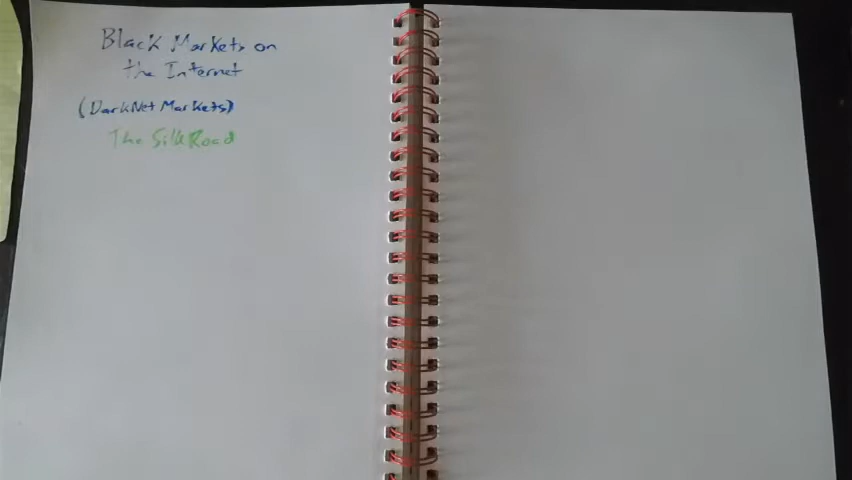 Black Markets on
the Internet
(DarkNet Markets)
The Silk Road